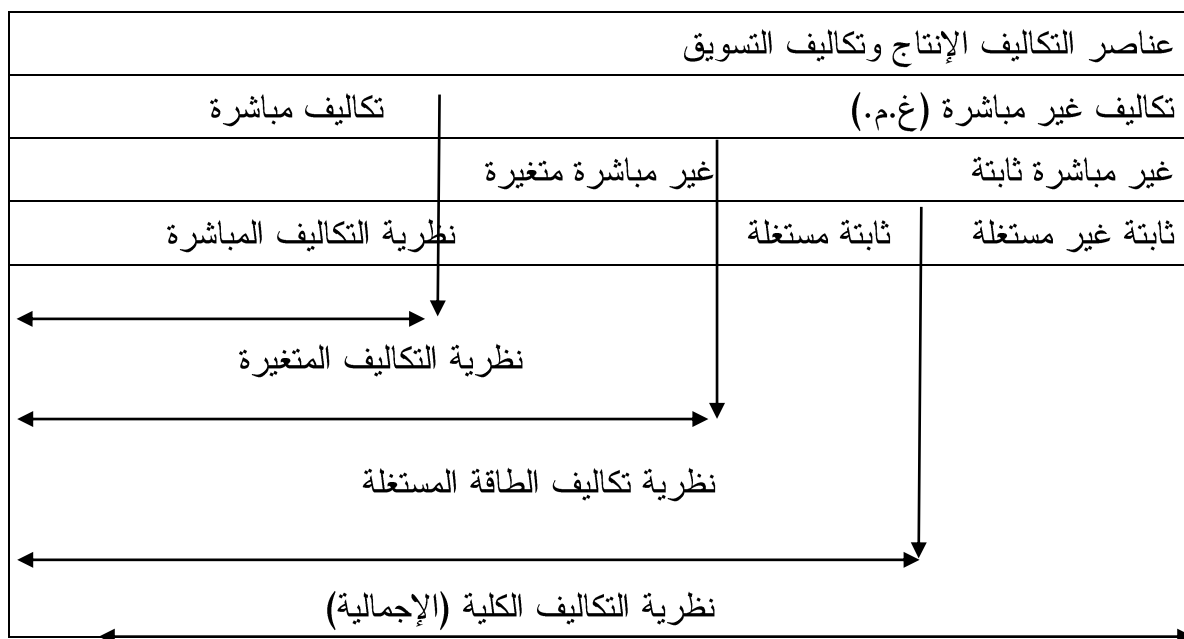 عناصر التكاليف الإنتاج وتكاليف التسويق
تكاليف غير مباشرة (غ.م.) تكاليف مباشرة
غير مباشرة ثابتة غير مباشرة متغيرة
ثابتة غير مستغلة ثابتة مستغلة نظرية التكاليف المباشرة
نظرية التكاليف المتغيرة
نظرية تكاليف الطاقة المستغلة
نظرية التكاليف الكلية (الإجمالية)